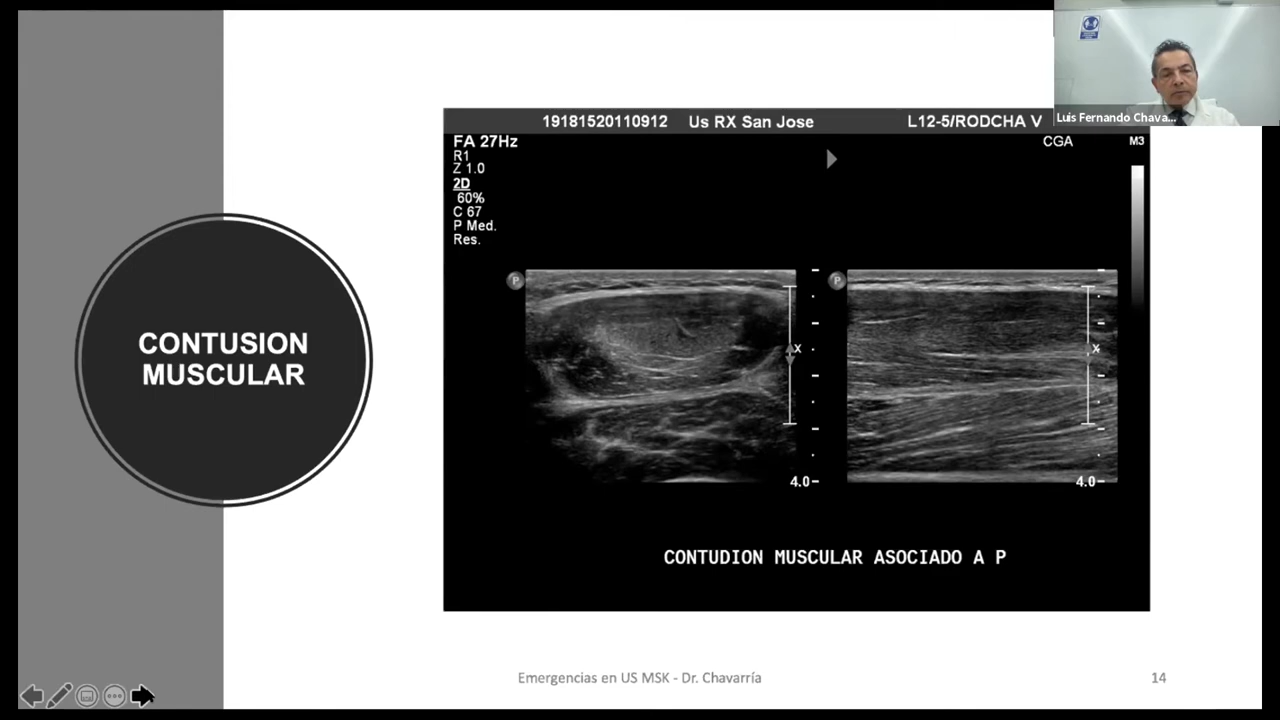 19181520110912 Us RX San Jose L12-5/RODCHA V
Luis Fernando Chava...
FA 27Hz
R1
Z 1.0
2D
60%
C 67
P Med.
Res.
CGA
M3
P
P
X
X
4.0
4.0
CONTUSION
MUSCULAR
CONTUDION MUSCULAR ASOCIADO A P
Emergencias en US MSK - Dr. Chavarría
14